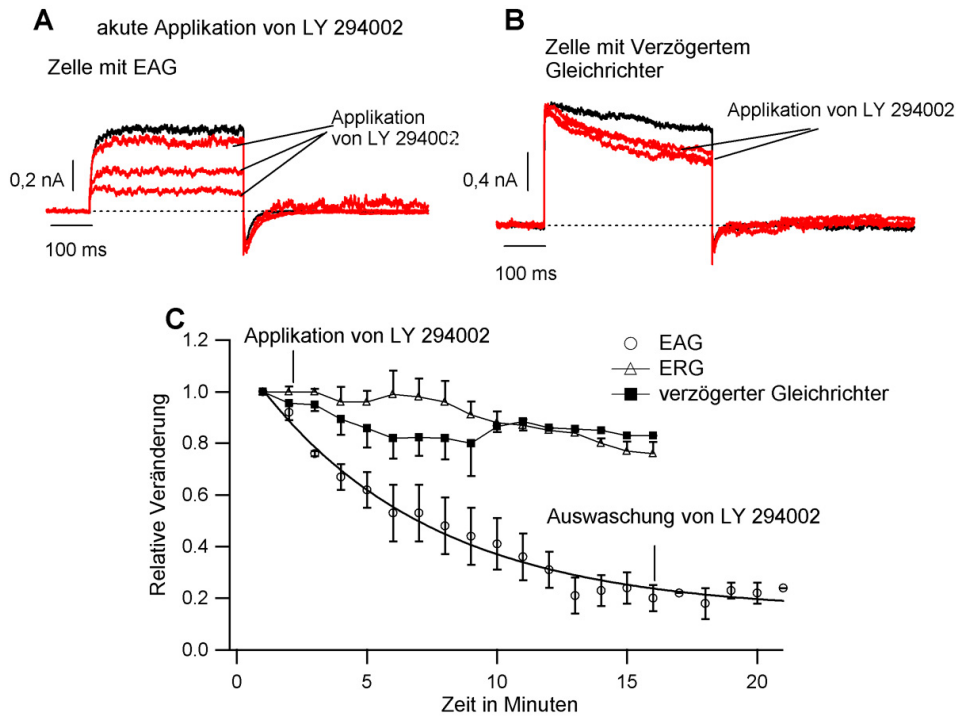 A
akute Applikation von LY 294002
Zelle mit EAG
Applikation
von LY 294002
0,2 nA
100 ms
B
Zelle mit Verzögertem
Gleichrichter
Applikation von LY 294002
0,4 nA
100 ms
C
Applikation von LY 294002
EAG
ERG
verzögerter Gleichrichter
Auswaschung von LY 294002
Relative Veränderung
1.2
1.0
0.8
0.6
0.4
0.2
0.0
0
5
10
15
20
Zeit in Minuten